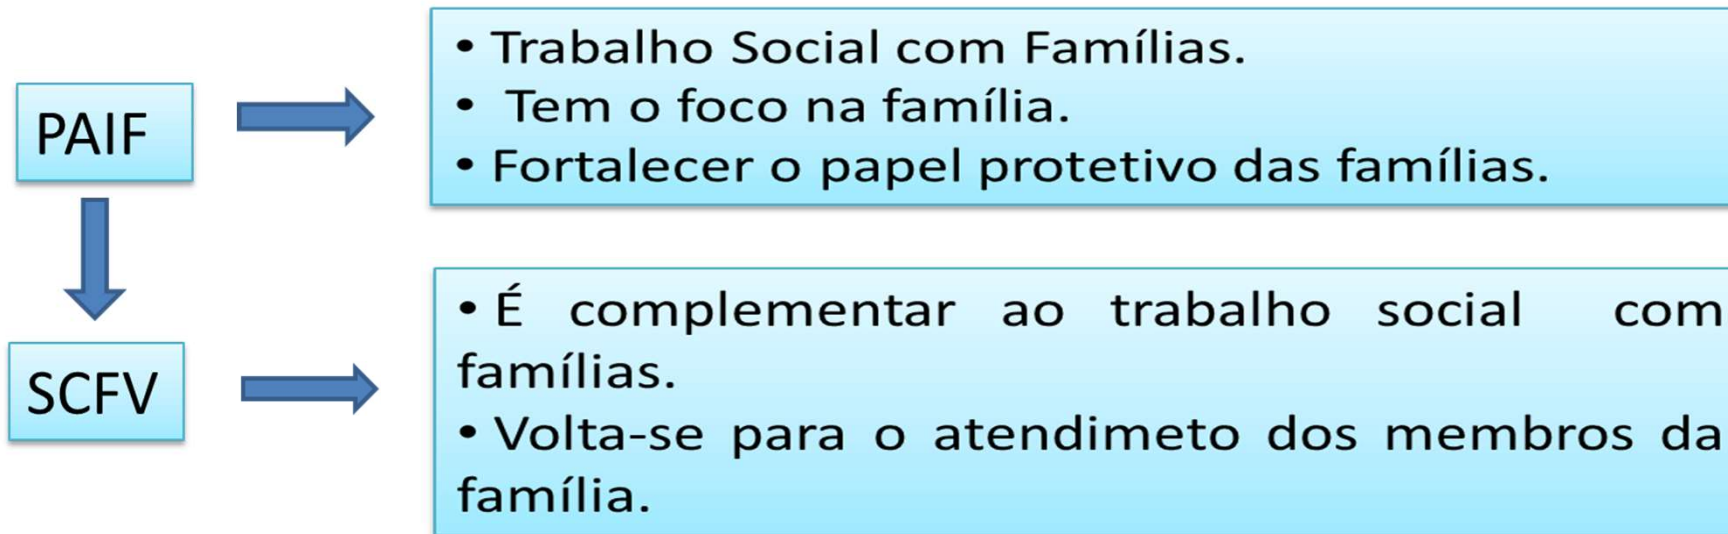 PAIF
• Trabalho Social com Famílias.
• Tem o foco na família.
• Fortalecer o papel protetivo das famílias.
SCFV
• É complementar ao trabalho social com
famílias.
• Volta-se para o atendimeto dos membros da
família.